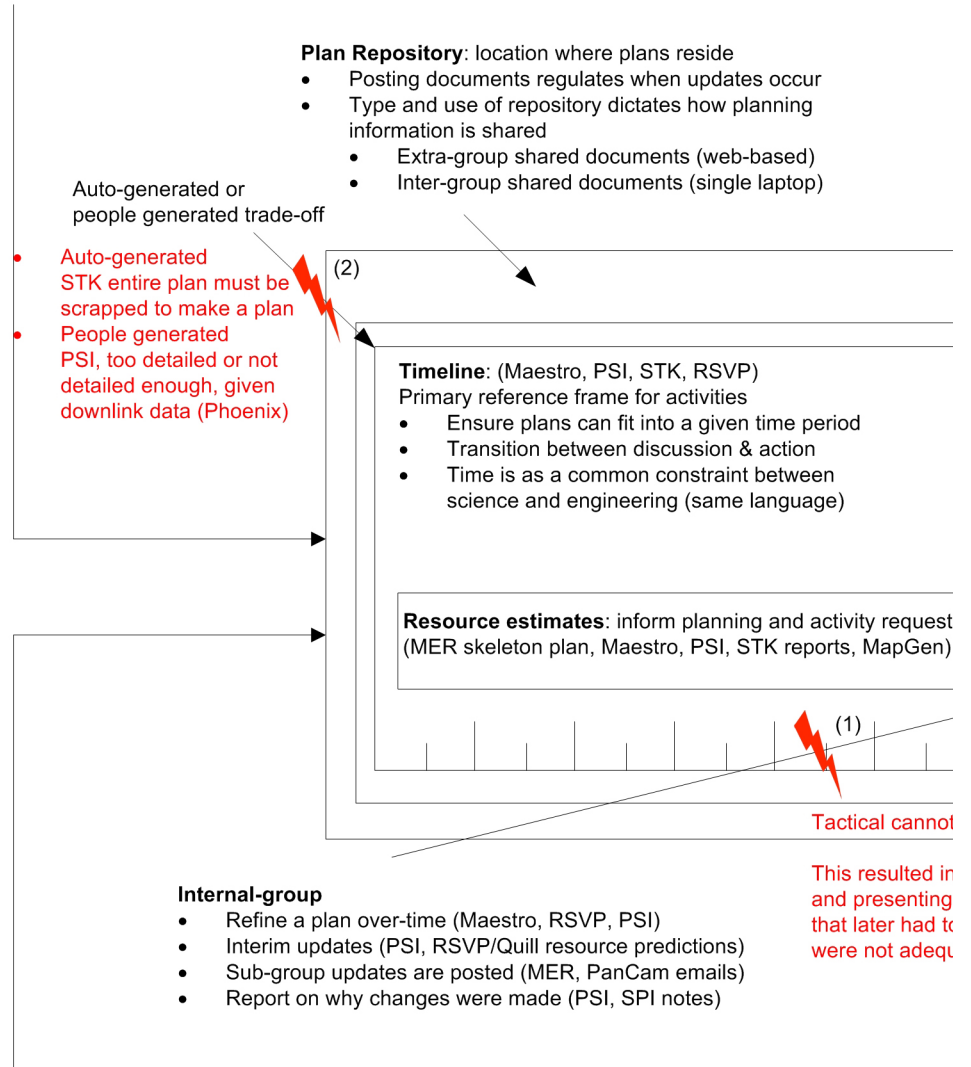 Plan Repository: location where plans reside
• Posting documents regulates when updates occur
• Type and use of repository dictates how planning
information is shared
• Extra-group shared documents (web-based)
• Inter-group shared documents (single laptop)
Auto-generated or
people generated trade-off
• Auto-generated
STK entire plan must be
scrapped to make a plan
• People generated
PSI, too detailed or not
detailed enough, given
downlink data (Phoenix)
(2)
Timeline: (Maestro, PSI, STK, RSVP)
Primary reference frame for activities
• Ensure plans can fit into a given time period
• Transition between discussion & action
• Time is as a common constraint between
science and engineering (same language)
Resource estimates: inform planning and activity request
(MER skeleton plan, Maestro, PSI, STK reports, MapGen)
(1)
Tactical cannot
This resulted in
and presenting
that later had to
were not adequ
Internal-group
• Refine a plan over-time (Maestro, RSVP, PSI)
• Interim updates (PSI, RSVP/Quill resource predictions)
• Sub-group updates are posted (MER, PanCam emails)
• Report on why changes were made (PSI, SPI notes)